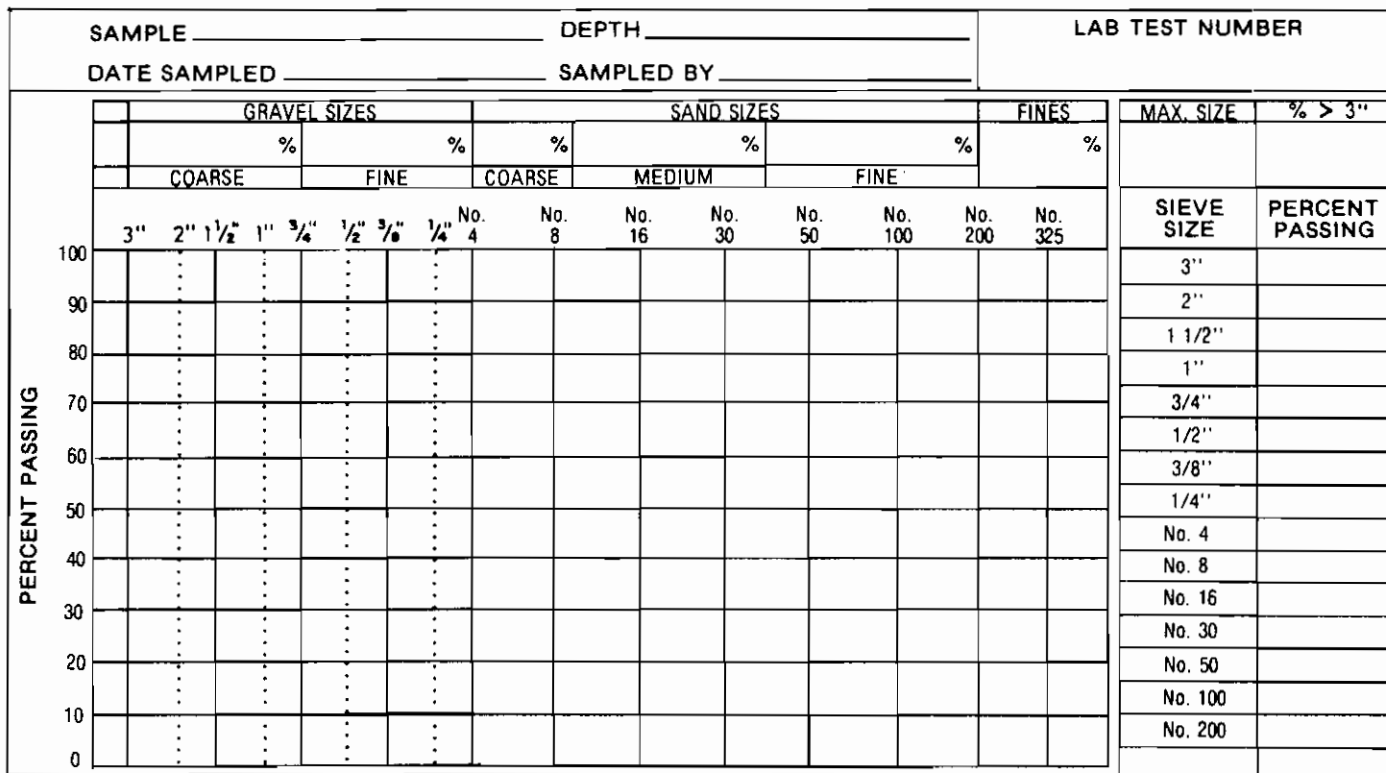 SAMPLE DEPTH LAB TEST NUMBER
DATE SAMPLED SAMPLED BY
GRAVEL SIZES SAND SIZES FINES MAX. SIZE % > 3"
% % % % % %
COARSE FINE COARSE MEDIUM FINE
3" 2" 1 1/2" 1" 3/4" 1/2" 3/8" 1/4" No. 4 No. 8 No. 16 No. 30 No. 50 No. 100 No. 200 No. 325
SIEVE SIZE PERCENT PASSING
PERCENT PASSING
100
90
80
70
60
50
40
30
20
10
0
3"
2"
1 1/2"
1"
3/4"
1/2"
3/8"
1/4"
No. 4
No. 8
No. 16
No. 30
No. 50
No. 100
No. 200